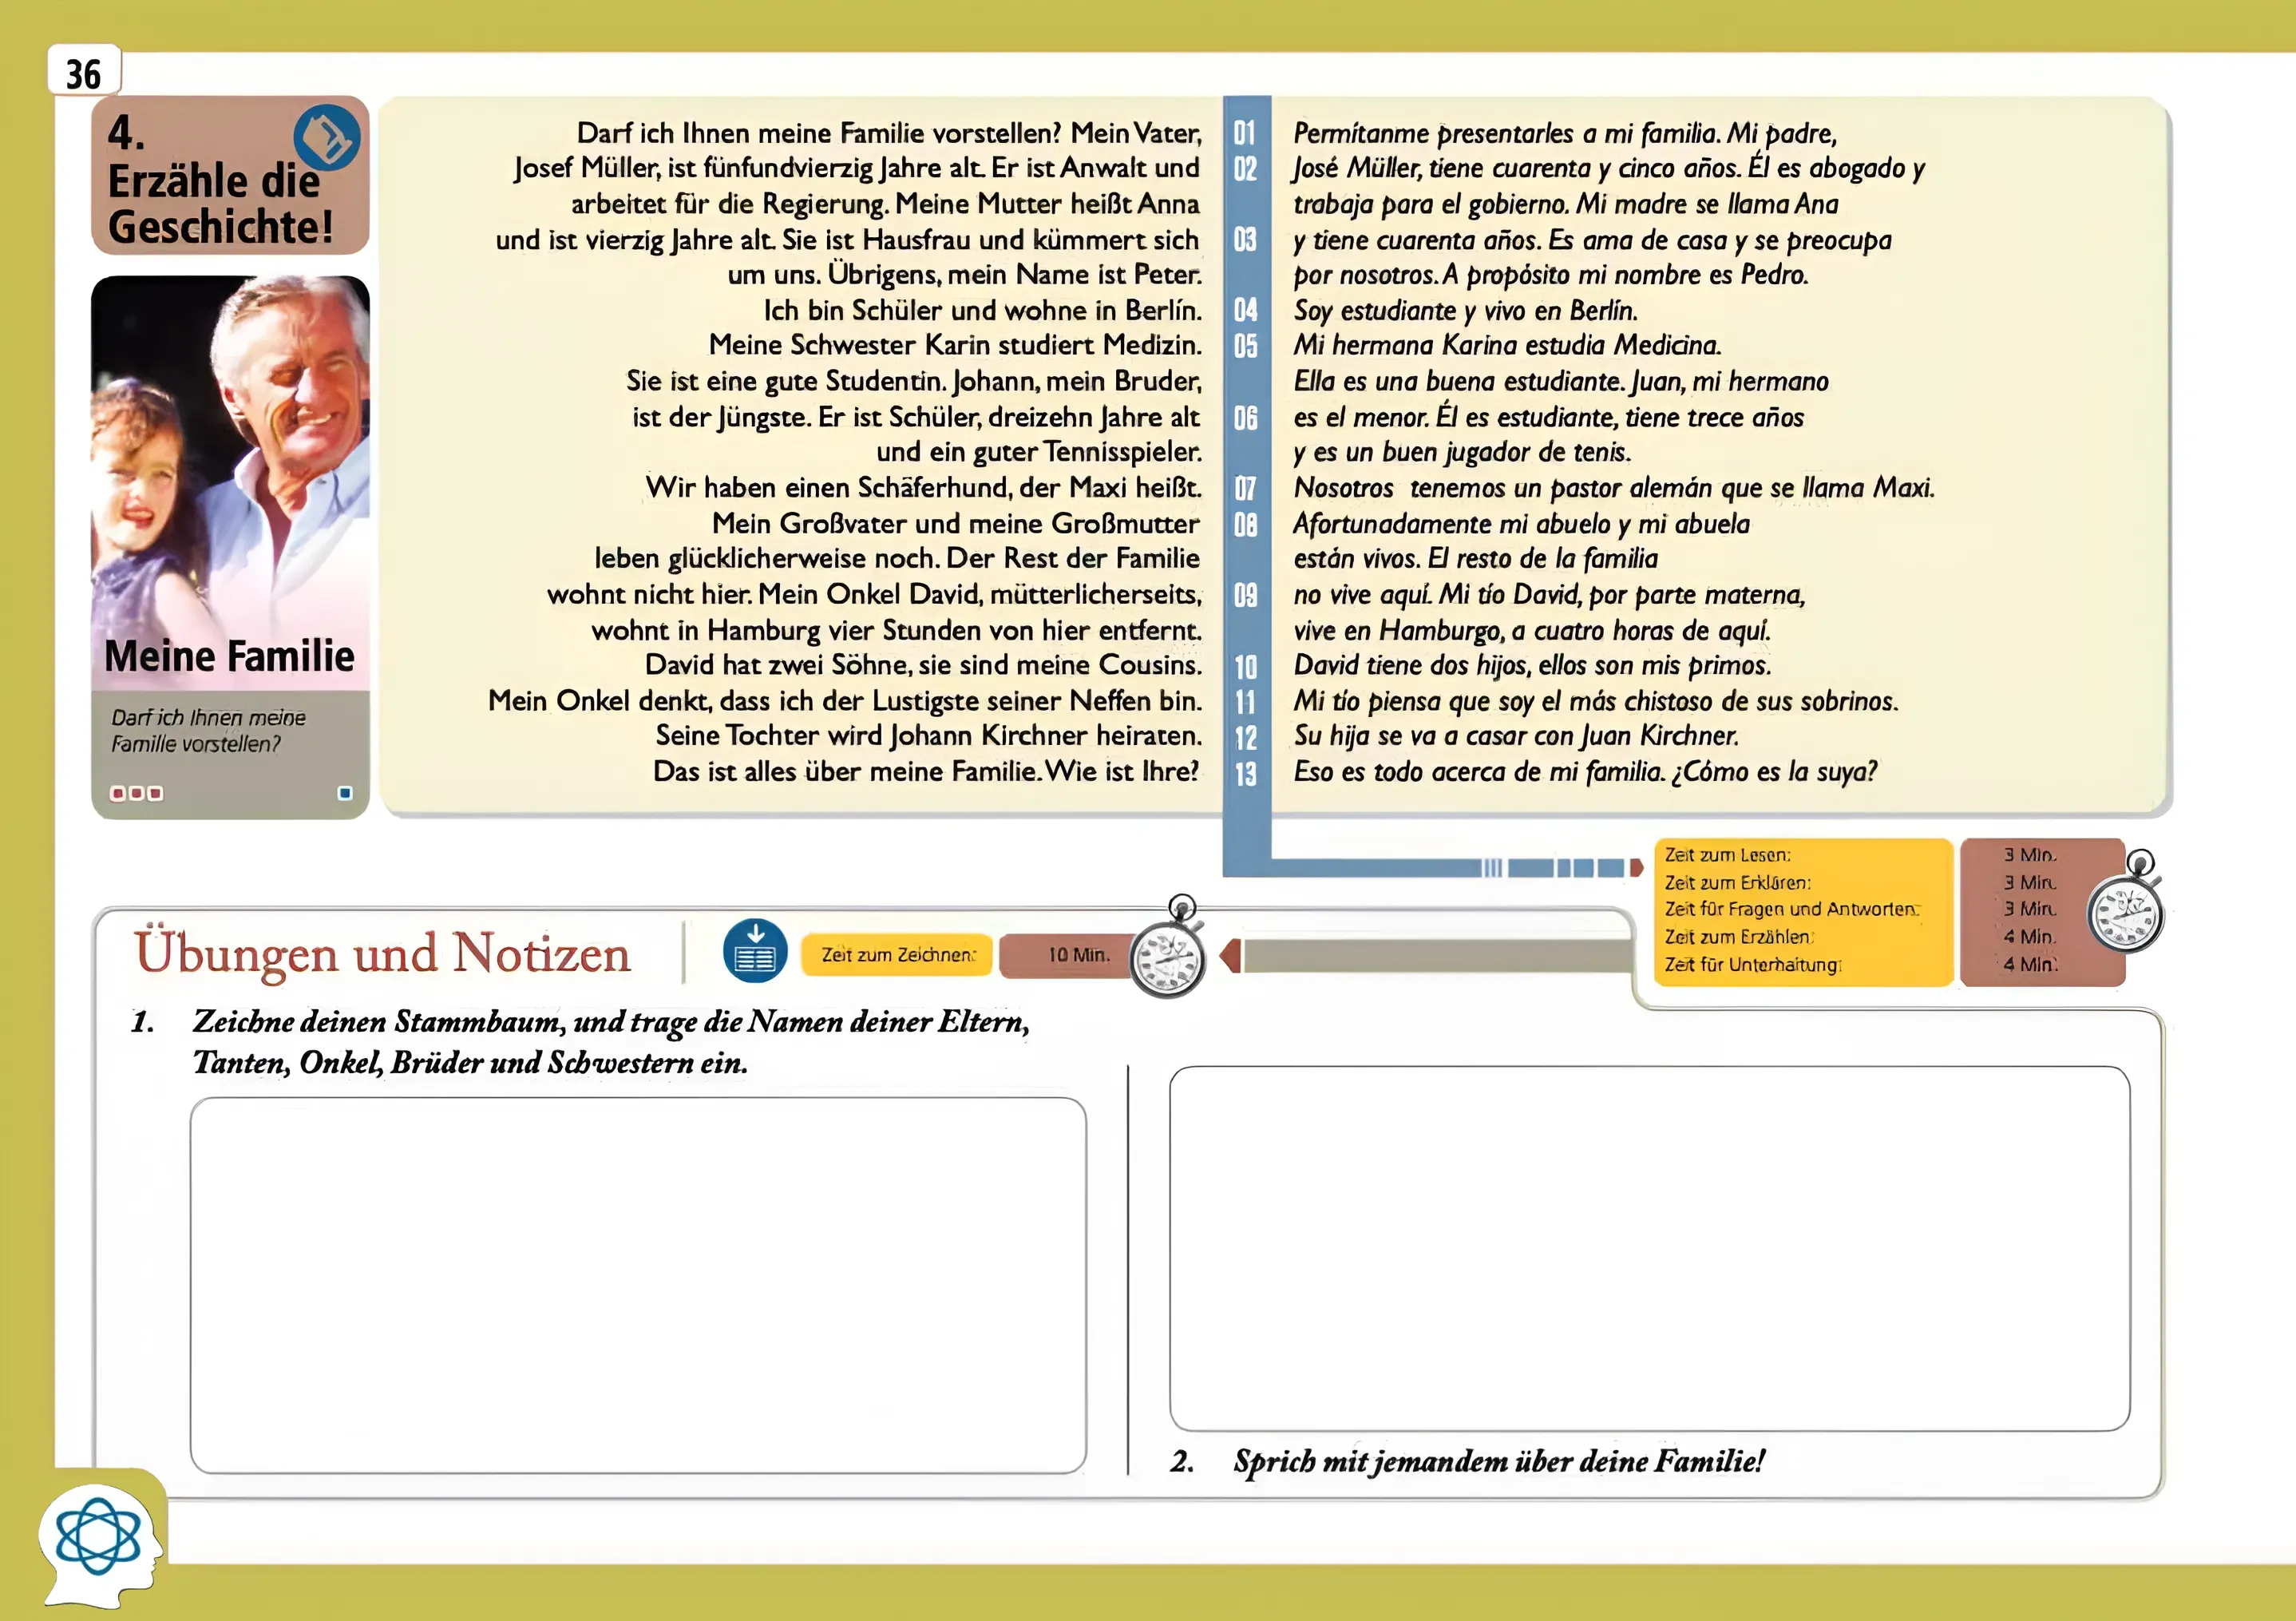 36
4.
Erzähle die
Geschichte!
Meine Familie
Darf ich Ihnen meine
Familie vorstellen?
Darf ich Ihnen meine Familie vorstellen? Mein Vater,
Josef Müller, ist fünfundvierzig Jahre alt. Er ist Anwalt und
arbeitet für die Regierung. Meine Mutter heißt Anna
und ist vierzig Jahre alt. Sie ist Hausfrau und kümmert sich
um uns. Übrigens, mein Name ist Peter.
Ich bin Schüler und wohne in Berlín.
Meine Schwester Karin studiert Medizin.
Sie ist eine gute Studentin. Johann, mein Bruder,
ist der Jüngste. Er ist Schüler, dreizehn Jahre alt
und ein guter Tennisspieler.
Wir haben einen Schäferhund, der Maxi heißt.
Mein Großvater und meine Großmutter
leben glücklicherweise noch. Der Rest der Familie
wohnt nicht hier. Mein Onkel David, mütterlicherseits,
wohnt in Hamburg vier Stunden von hier entfernt.
David hat zwei Söhne, sie sind meine Cousins.
Mein Onkel denkt, dass ich der Lustigste seiner Neffen bin.
Seine Tochter wird Johann Kirchner heiraten.
Das ist alles über meine Familie. Wie ist Ihre?
01
02
03
04
05
06
07
08
09
10
11
12
13
Permítanme presentarles a mi familia. Mi padre,
José Müller, tiene cuarenta y cinco años. Él es abogado y
trabaja para el gobierno. Mi madre se llama Ana
y tiene cuarenta años. Es ama de casa y se preocupa
por nosotros. A propósito mi nombre es Pedro.
Soy estudiante y vivo en Berlín.
Mi hermana Karina estudia Medicina.
Ella es una buena estudiante. Juan, mi hermano
es el menor. Él es estudiante, tiene trece años
y es un buen jugador de tenis.
Nosotros tenemos un pastor alemán que se llama Maxi.
Afortunadamente mi abuelo y mi abuela
están vivos. El resto de la familia
no vive aquí. Mi tío David, por parte materna,
vive en Hamburgo, a cuatro horas de aquí.
David tiene dos hijos, ellos son mis primos.
Mi tío piensa que soy el más chistoso de sus sobrinos.
Su hija se va a casar con Juan Kirchner.
Eso es todo acerca de mi familia. ¿Cómo es la suya?
Zeit zum Lesen: 3 Min.
Zeit zum Erklären: 3 Min.
Zeit für Fragen und Antworten: 3 Min.
Zeit zum Erzählen: 4 Min.
Zeit für Unterhaltung: 4 Min.
Übungen und Notizen
Zeit zum Zeichnen: 10 Min.
1. Zeichne deinen Stammbaum, und trage die Namen deiner Eltern,
Tanten, Onkel, Brüder und Schwestern ein.
2. Sprich mit jemandem über deine Familie!